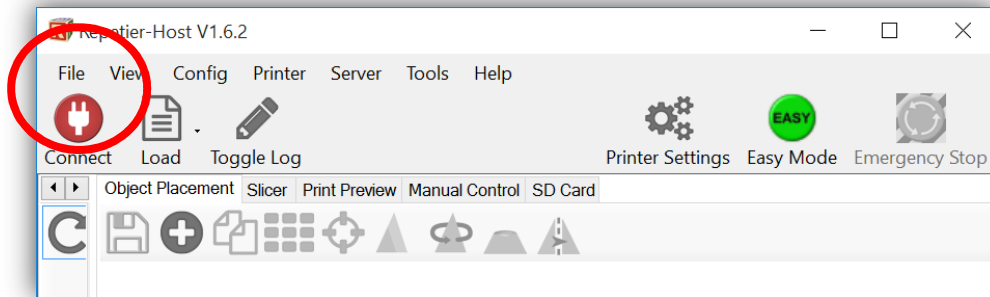 Repetier-Host V1.6.2
File View Config Printer Server Tools Help
EASY
Connect Load Toggle Log Printer Settings Easy Mode Emergency Stop
Object Placement Slicer Print Preview Manual Control SD Card